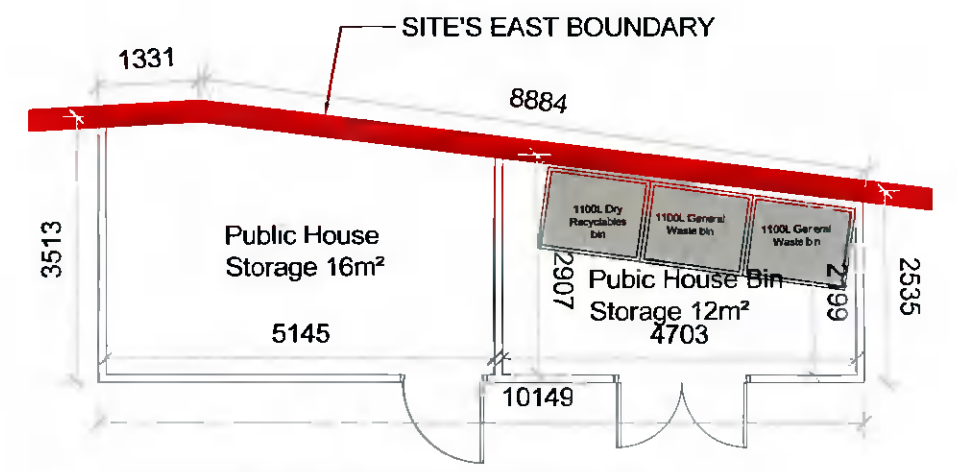 SITE'S EAST BOUNDARY
1331
8884
1100L Dry
Recyclables
bin
1100L General
Waste bin
1100L General
Waste bin
3513
Public House
Storage 16m²
2907
Pubic House Bin
Storage 12m²
2535
5145
4703
10149